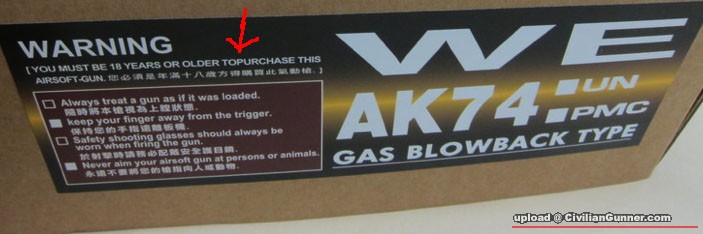 WARNING
[YOU MUST BE 18 YEARS OR OLDER TOPURCHASE THIS
AIRSOFT-GUN. 您必須是年滿十八歲方得購買此氣動槍. ]
Always treat a gun as if it was loaded.
隨時將本槍視為上膛狀態.
keep your finger away from the trigger.
保持您的手指遠離板機.
Safety shooting glasses should always be
worn when firing the gun.
於射擊時請務必配戴安全護目鏡.
Never aim your airsoft gun at persons or animals.
永遠不要將您的槍指向人或動物.
WE
AK74:UN
PMC
GAS BLOWBACK TYPE
upload @ CivilianGunner.com